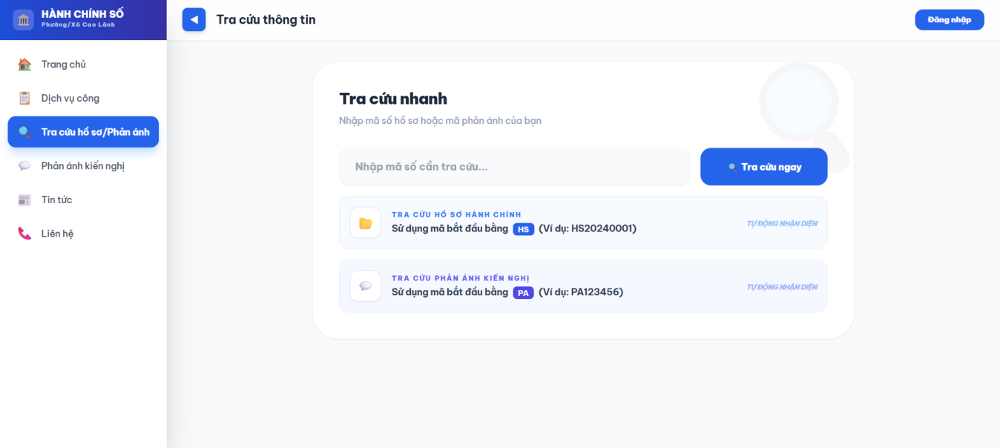 HÀNH CHÍNH SỐ
Phường/Xã Cao Lãnh
Trang chủ
Dịch vụ công
Tra cứu hồ sơ/Phản ánh
Phản ánh kiến nghị
Tin tức
Liên hệ
Tra cứu thông tin
Đăng nhập
Tra cứu nhanh
Nhập mã số hồ sơ hoặc mã phản ánh của bạn
Nhập mã số cần tra cứu...
Tra cứu ngay
TRA CỨU HỒ SƠ HÀNH CHÍNH
Sử dụng mã bắt đầu bằng HS (Ví dụ: HS20240001)
TỰ ĐỘNG NHẬN DIỆN
TRA CỨU PHẢN ÁNH KIẾN NGHỊ
Sử dụng mã bắt đầu bằng PA (Ví dụ: PA123456)
TỰ ĐỘNG NHẬN DIỆN